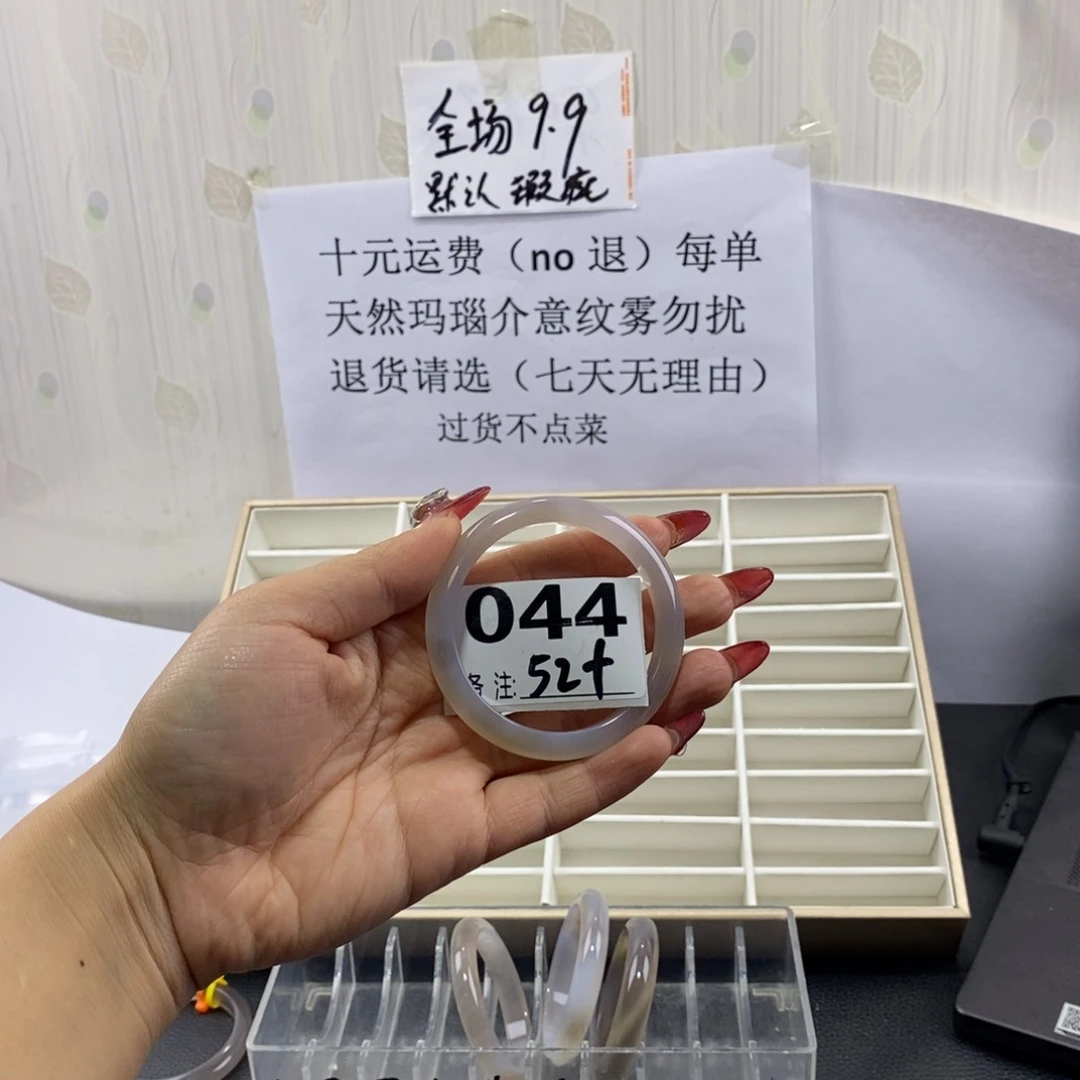 全场 9.9
默认 瑕疵
十元运费（no 退）每单
天然玛瑙介意纹雾勿扰
退货请选（七天无理由）
过货不点菜
044
备注: 52+